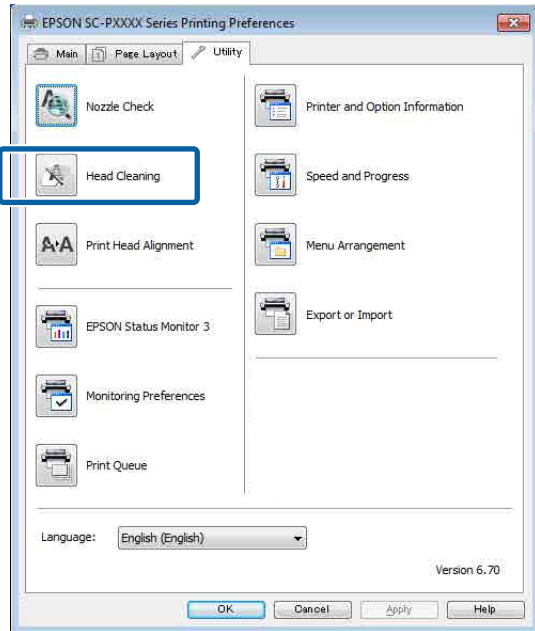 EPSON SC-PXXXX Series Printing Preferences
Main
Page Layout
Utility
Nozzle Check
Head Cleaning
Print Head Alignment
EPSON Status Monitor 3
Monitoring Preferences
Print Queue
Printer and Option Information
Speed and Progress
Menu Arrangement
Export or Import
Language: English (English)
Version 6.70
OK
Cancel
Apply
Help